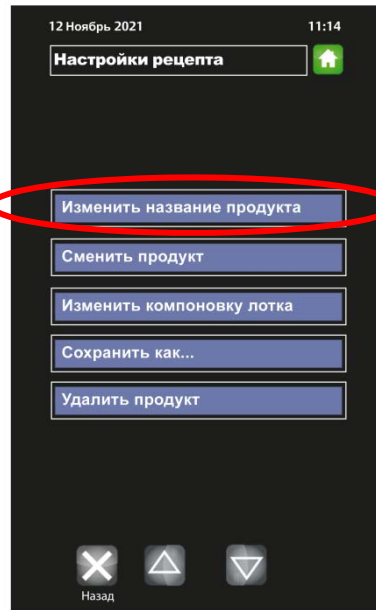 12 Ноябрь 2021 11:14
Настройки рецепта
Изменить название продукта
Сменить продукт
Изменить компоновку лотка
Сохранить как...
Удалить продукт
Назад